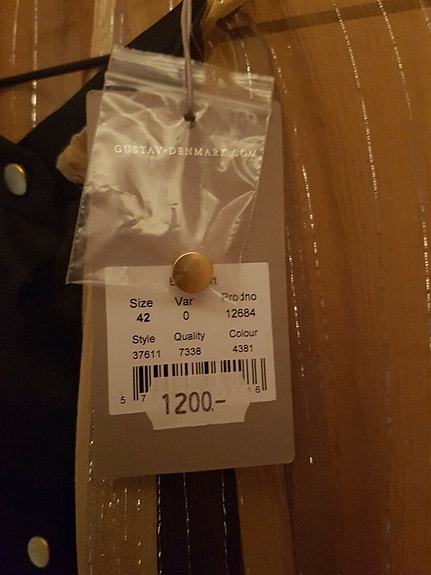 GUSTAV-DENMARK.COM
Size Var Prodno
42 0 12684
Style Quality Colour
37611 7338 4381
1200.-